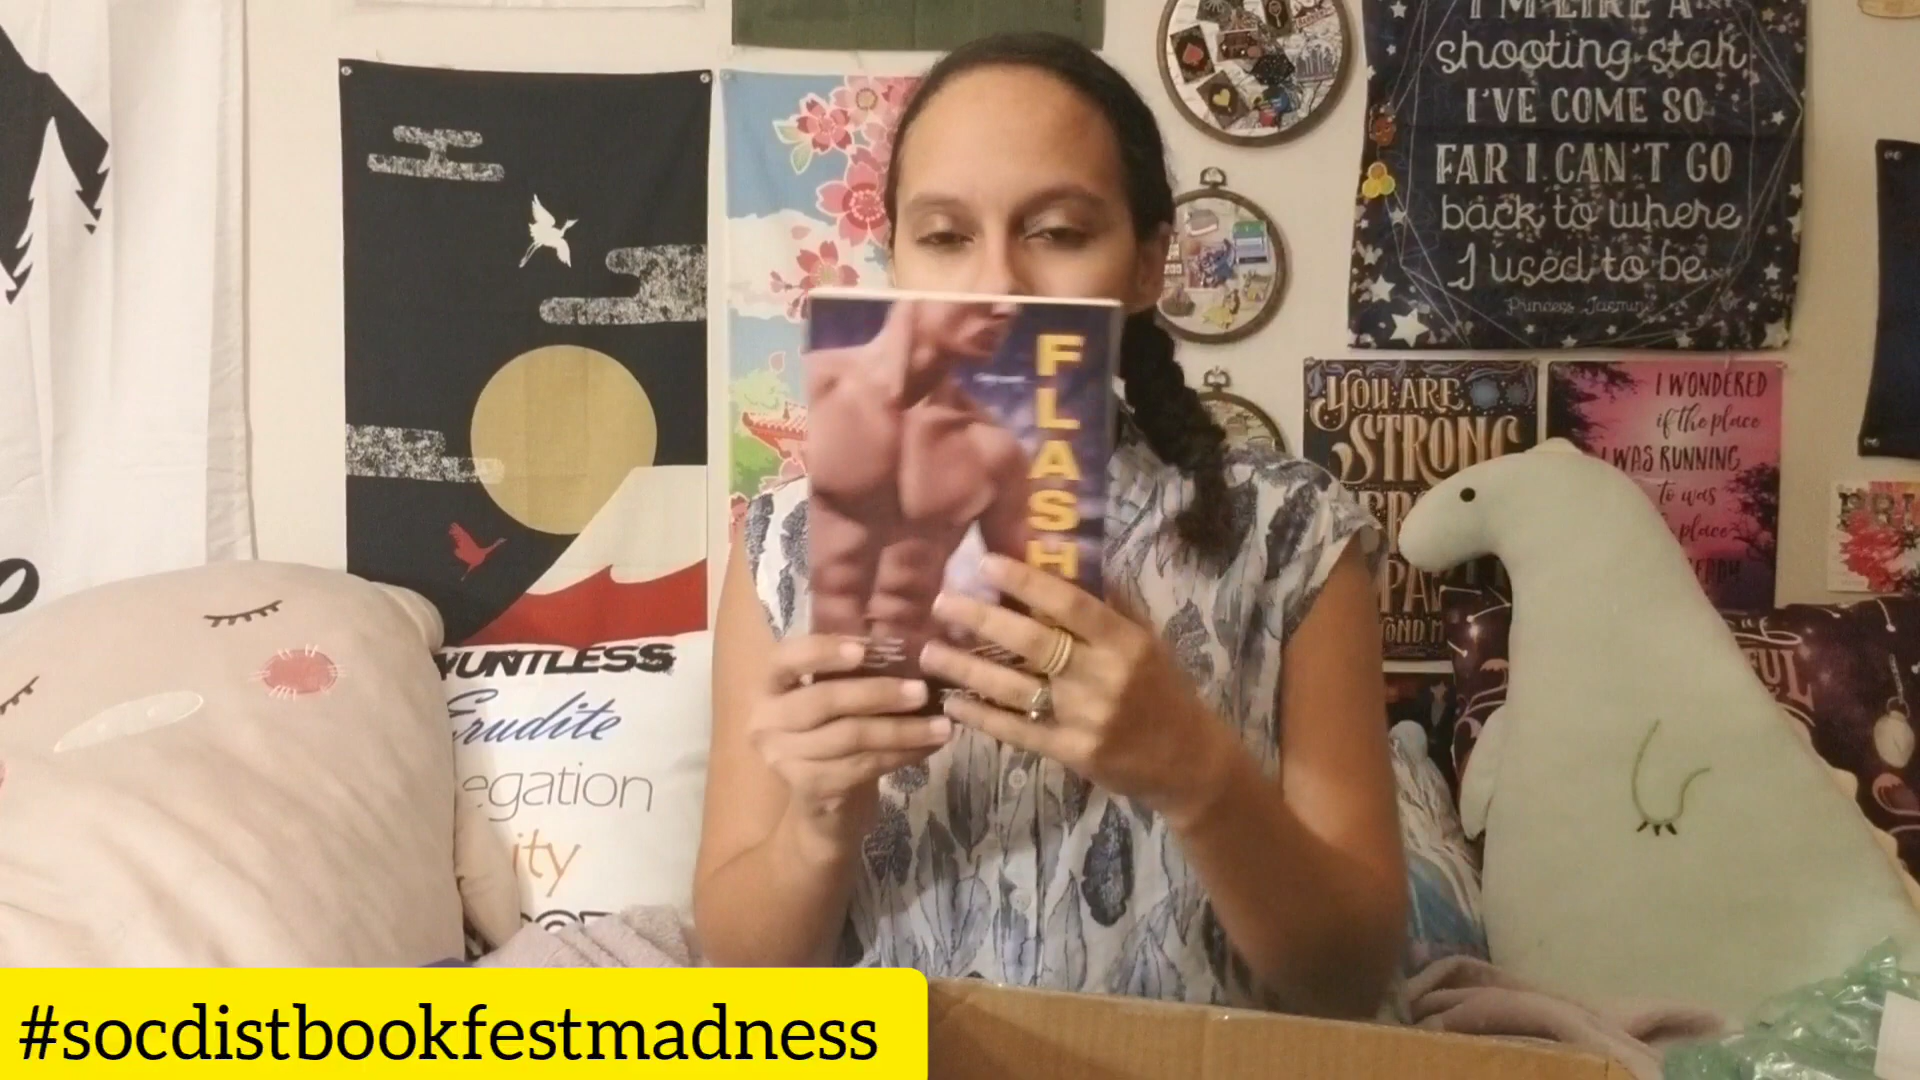 I'M LIKE A
shooting star
I'VE COME SO
FAR I CAN'T GO
back to where
I used to be
Princess Jasmine
YOU ARE
STRONG
I WONDERED
if the place
I WAS RUNNING
to was
place
FLASH
UNTLESS
Erudite
egation
ity
#socdistbookfestmadness